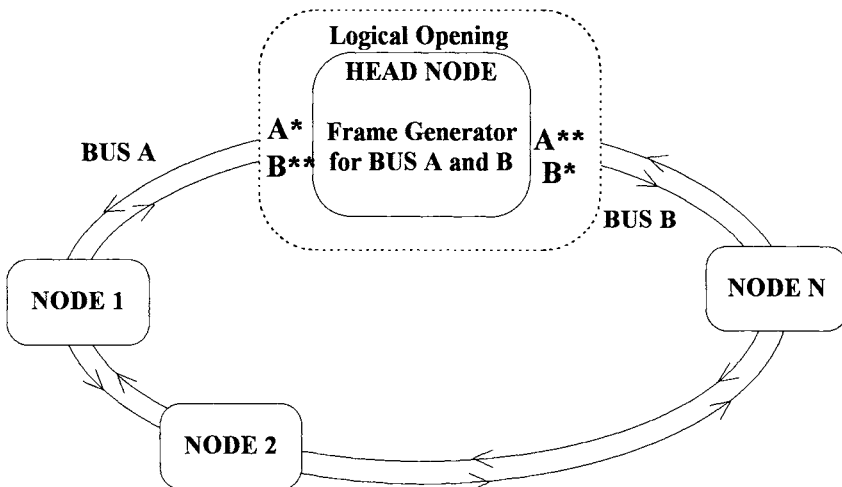 Logical Opening
HEAD NODE
A*
Frame Generator
A**
BUS A
B**
for BUS A and B
B*
BUS B
NODE 1
NODE N
NODE 2